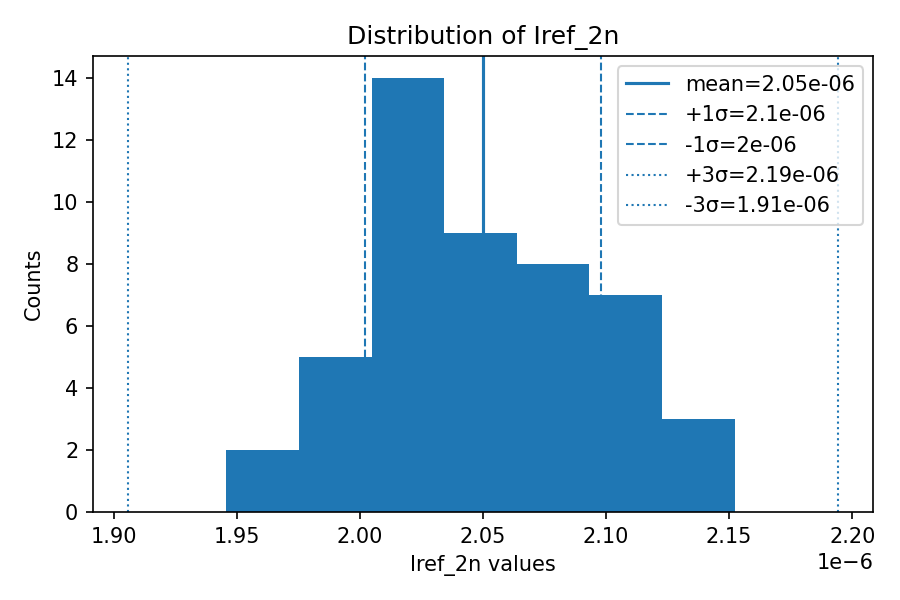 Distribution of Iref_2n
mean=2.05e-06
+1σ=2.1e-06
-1σ=2e-06
+3σ=2.19e-06
-3σ=1.91e-06
14
12
10
8
6
4
2
0
Counts
1.90 1.95 2.00 2.05 2.10 2.15 2.20
1e−6
Iref_2n values